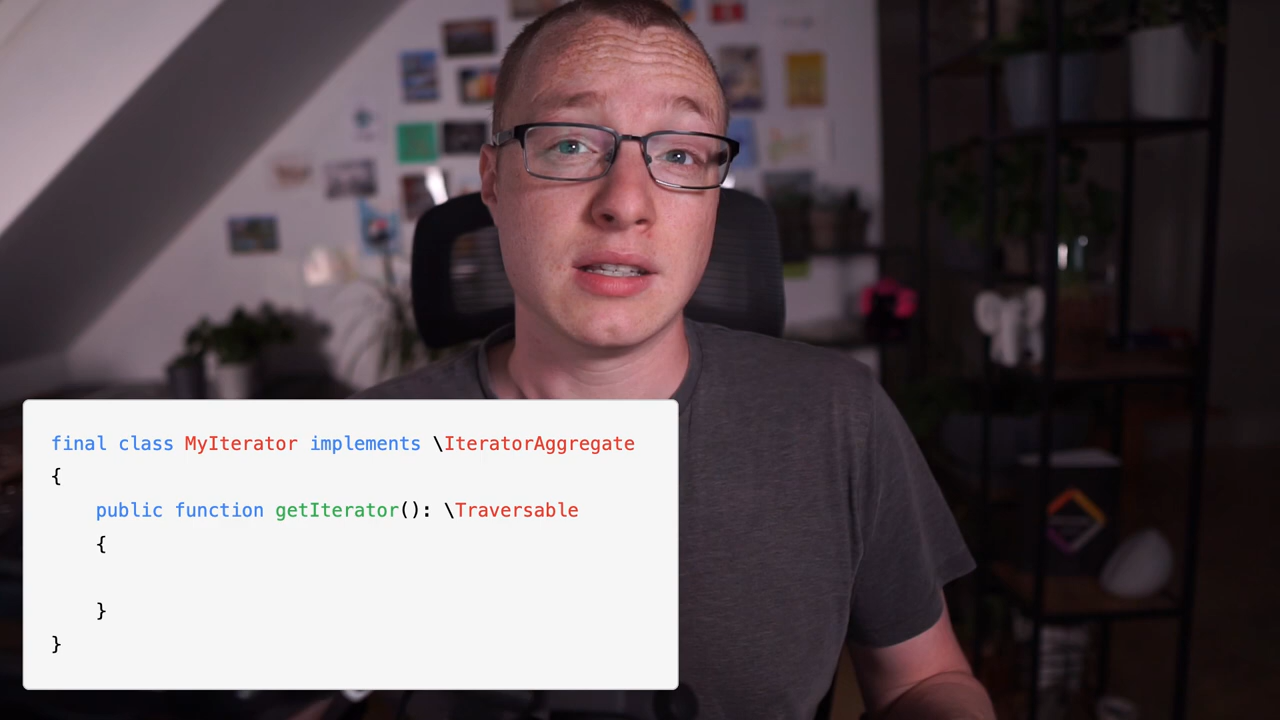 final class MyIterator implements \IteratorAggregate
{
    public function getIterator(): \Traversable
    {
    }
}